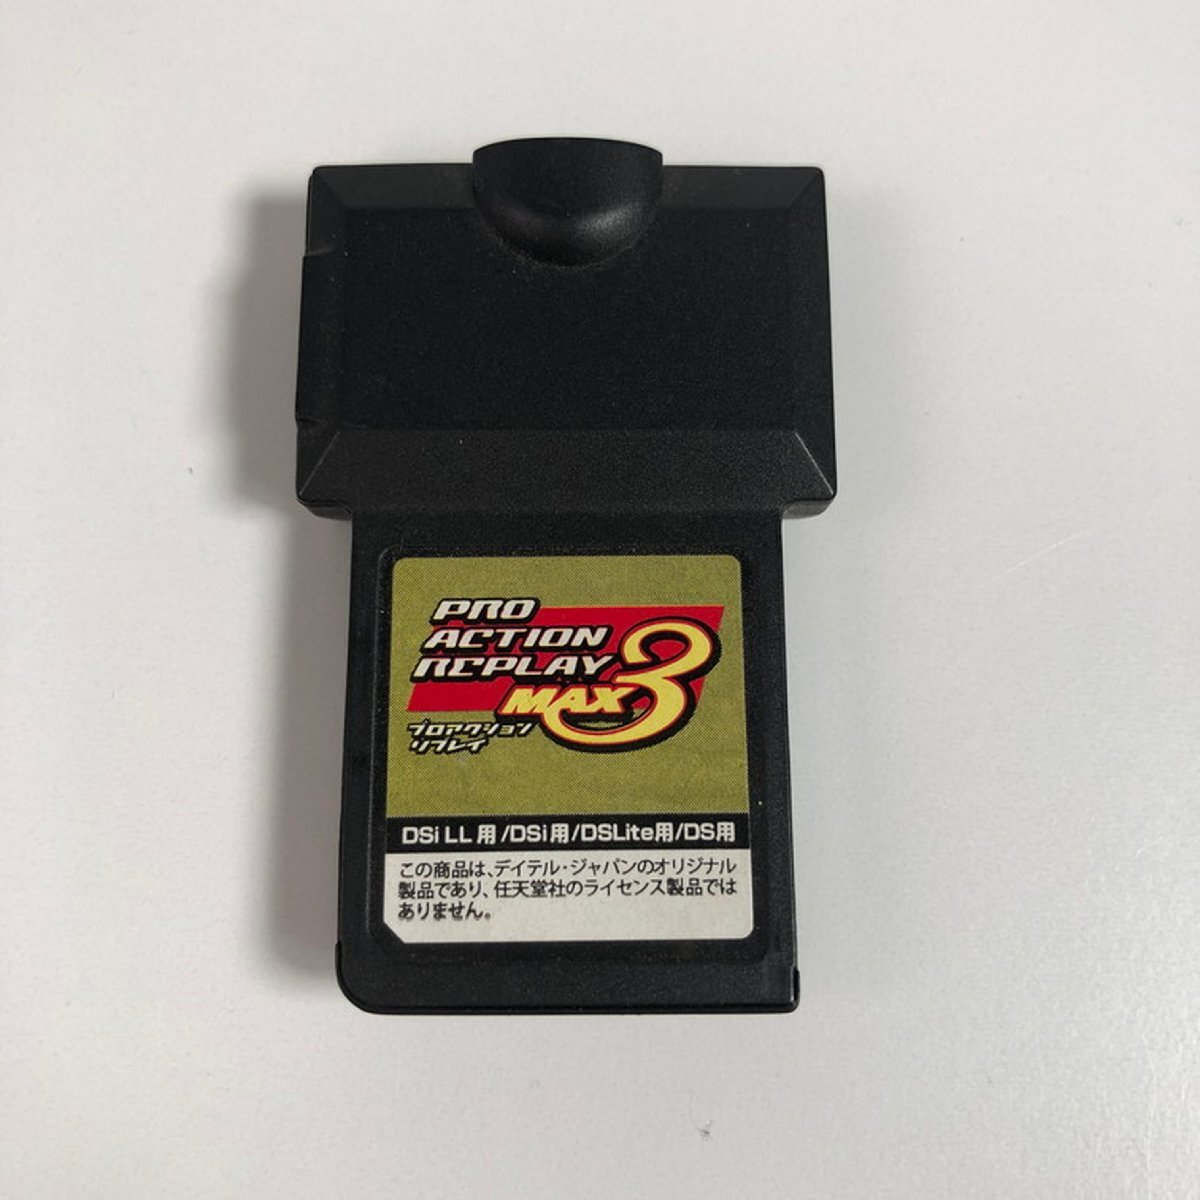 PRO
ACTION
REPLAY
MAX3
プロアクション
リプレイ
DSi LL用/DSi用/DSLite用/DS用
この商品は、デイテル・ジャパンのオリジナル
製品であり、任天堂社のライセンス製品では
ありません。